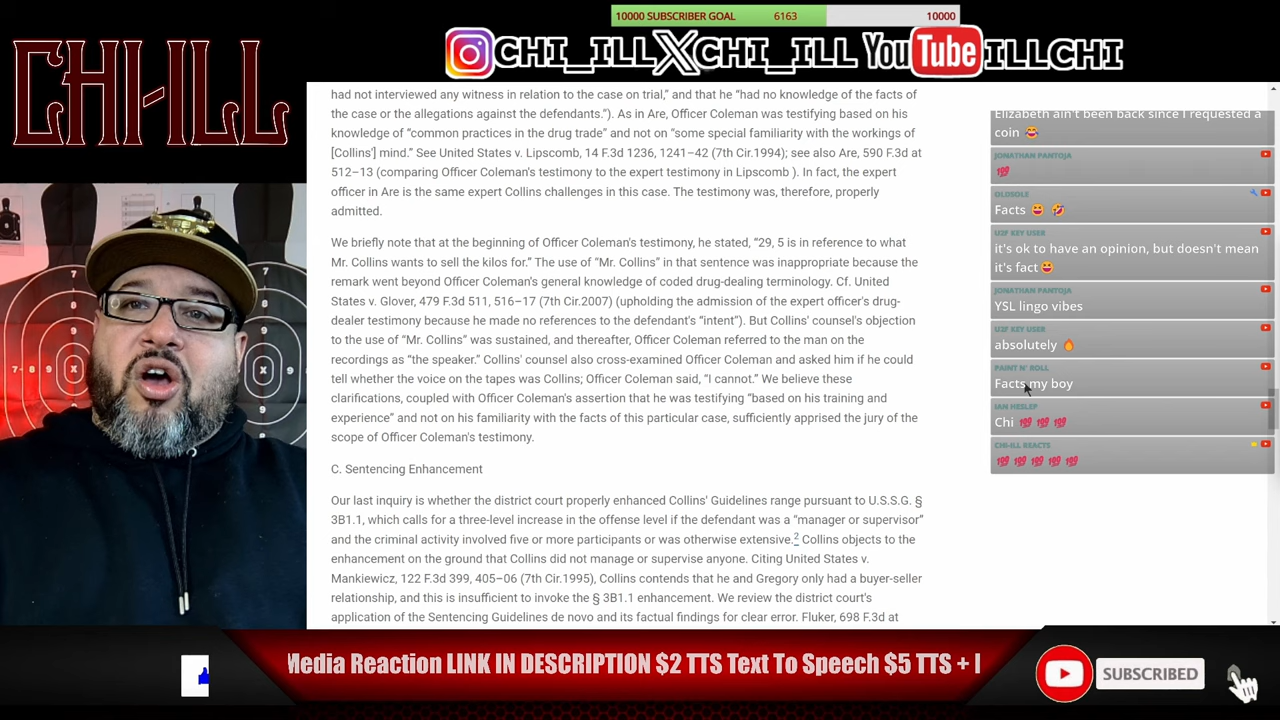 10000 SUBSCRIBER GOAL 6163 10000
CHI-ILL
CHI_ILL XCHI_ILL YouTube ILLCHI
had not interviewed any witness in relation to the case on trial,” and that he “had no knowledge of the facts of
the case or the allegations against the defendants.”). As in Are, Officer Coleman was testifying based on his
knowledge of “common practices in the drug trade” and not on “some special familiarity with the workings of
[Collins'] mind.” See United States v. Lipscomb, 14 F.3d 1236, 1241–42 (7th Cir.1994); see also Are, 590 F.3d at
512–13 (comparing Officer Coleman's testimony to the expert testimony in Lipscomb ). In fact, the expert
officer in Are is the same expert Collins challenges in this case. The testimony was, therefore, properly
admitted.
We briefly note that at the beginning of Officer Coleman's testimony, he stated, “29, 5 is in reference to what
Mr. Collins wants to sell the kilos for.” The use of “Mr. Collins” in that sentence was inappropriate because the
remark went beyond Officer Coleman's general knowledge of coded drug-dealing terminology. Cf. United
States v. Glover, 479 F.3d 511, 516–17 (7th Cir.2007) (upholding the admission of the expert officer's drug-
dealer testimony because he made no references to the defendant's “intent”). But Collins' counsel's objection
to the use of “Mr. Collins” was sustained, and thereafter, Officer Coleman referred to the man on the
recordings as “the speaker.” Collins' counsel also cross-examined Officer Coleman and asked him if he could
tell whether the voice on the tapes was Collins; Officer Coleman said, “I cannot.” We believe these
clarifications, coupled with Officer Coleman's assertion that he was testifying “based on his training and
experience” and not on his familiarity with the facts of this particular case, sufficiently apprised the jury of the
scope of Officer Coleman's testimony.
C. Sentencing Enhancement
Our last inquiry is whether the district court properly enhanced Collins' Guidelines range pursuant to U.S.S.G. §
3B1.1, which calls for a three-level increase in the offense level if the defendant was a “manager or supervisor”
and the criminal activity involved five or more participants or was otherwise extensive.2 Collins objects to the
enhancement on the ground that Collins did not manage or supervise anyone. Citing United States v.
Mankiewicz, 122 F.3d 399, 405–06 (7th Cir.1995), Collins contends that he and Gregory only had a buyer-seller
relationship, and this is insufficient to invoke the § 3B1.1 enhancement. We review the district court's
application of the Sentencing Guidelines de novo and its factual findings for clear error. Fluker, 698 F.3d at
Elizabeth ain't been back since I requested a
coin 😂
JONATHAN PANTOJA
💯
OLOSOLE
Facts 😆 🤣
U2F KEY USER
it's ok to have an opinion, but doesn't mean
it's fact 😆
JONATHAN PANTOJA
YSL lingo vibes
U2F KEY USER
absolutely 🔥
PAINT N' ROLL
Facts my boy
IAN HESLEP
Chi 💯 💯 💯
CHI-ILL REACTS
💯 💯 💯 💯 💯
Media Reaction LINK IN DESCRIPTION $2 TTS Text To Speech $5 TTS + I
SUBSCRIBED